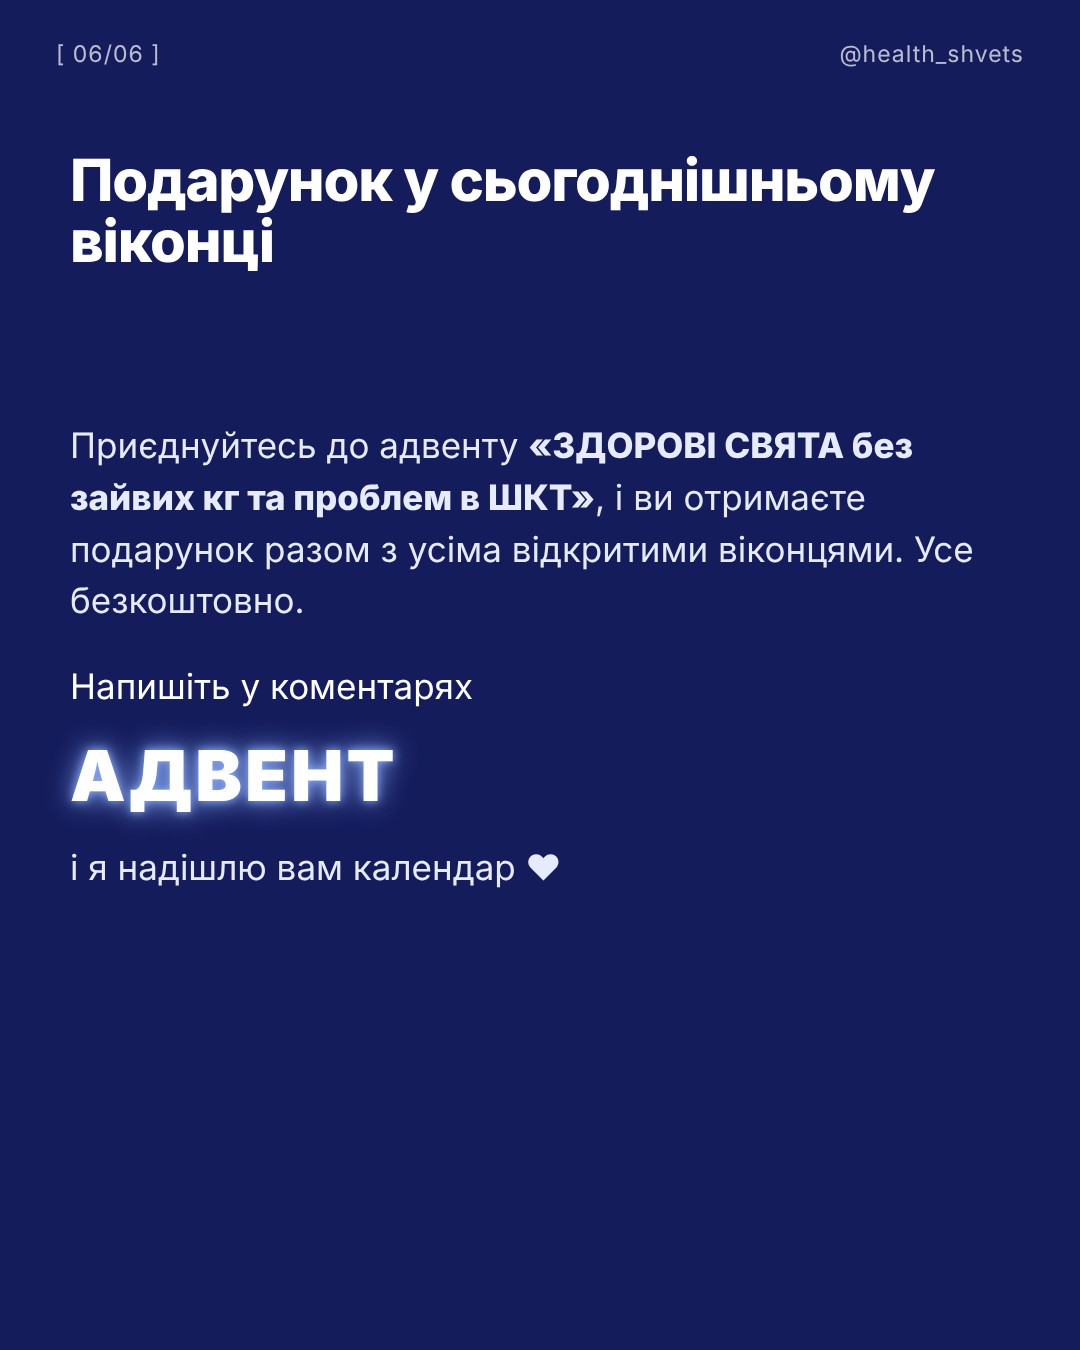 [ 06/06 ]
@health_shvets
Подарунок у сьогоднішньому
віконці
Приєднуйтесь до адвенту «ЗДОРОВІ СВЯТА без
зайвих кг та проблем в ШКТ», і ви отримаєте
подарунок разом з усіма відкритими віконцями. Усе
безкоштовно.
Напишіть у коментарях
АДВЕНТ
і я надішлю вам календар ♥